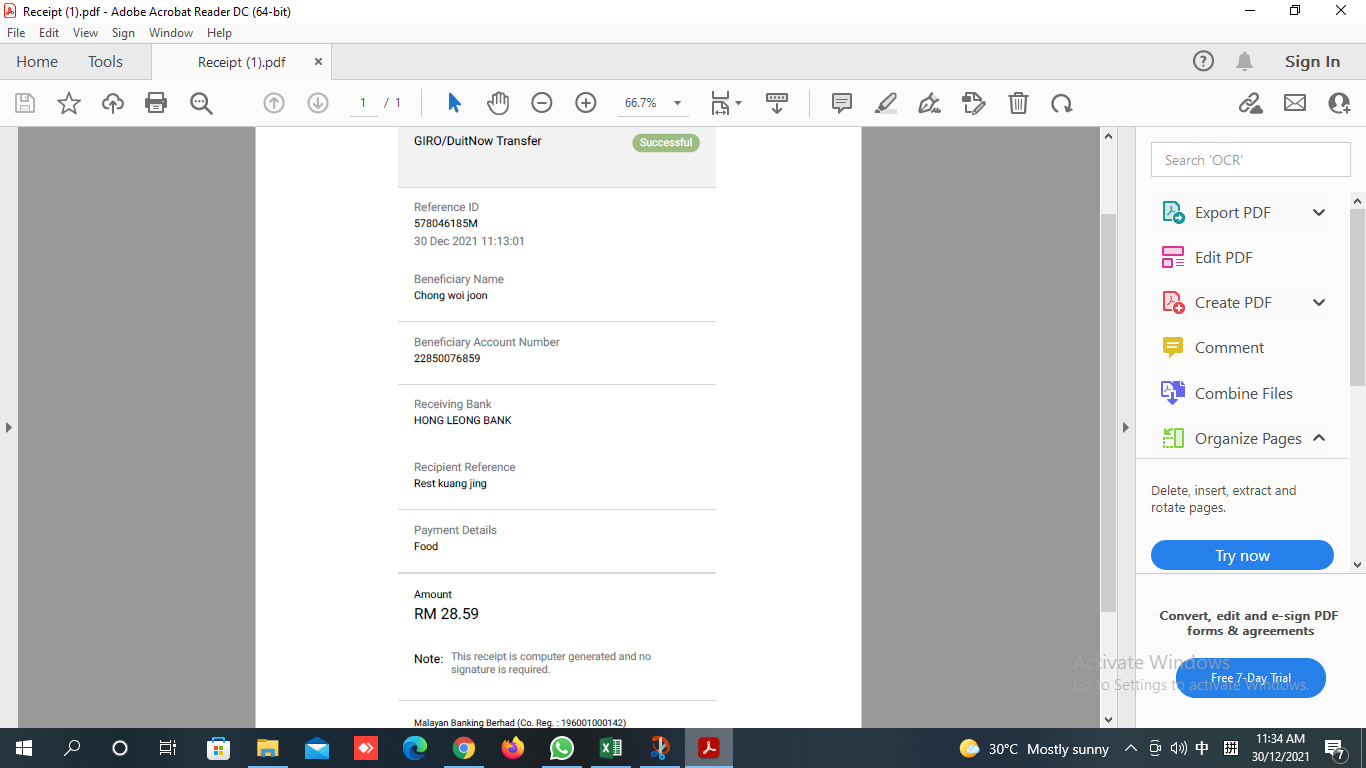 Receipt (1).pdf - Adobe Acrobat Reader DC (64-bit)
File Edit View Sign Window Help
Home Tools Receipt (1).pdf × Sign In
1 / 1 66.7%
GIRO/DuitNow Transfer Successful
Reference ID
578046185M
30 Dec 2021 11:13:01
Beneficiary Name
Chong woi joon
Beneficiary Account Number
22850076859
Receiving Bank
HONG LEONG BANK
Recipient Reference
Rest kuang jing
Payment Details
Food
Amount
RM 28.59
Note: This receipt is computer generated and no
signature is required.
Malayan Banking Berhad (Co. Reg. : 196001000142)
Search 'OCR'
Export PDF
Edit PDF
Create PDF
Comment
Combine Files
Organize Pages
Delete, insert, extract and
rotate pages.
Try now
Convert, edit and e-sign PDF
forms & agreements
Free 7-Day Trial
Activate Windows
Go to Settings to activate Windows.
30°C Mostly sunny 中 拼 11:34 AM
30/12/2021
7